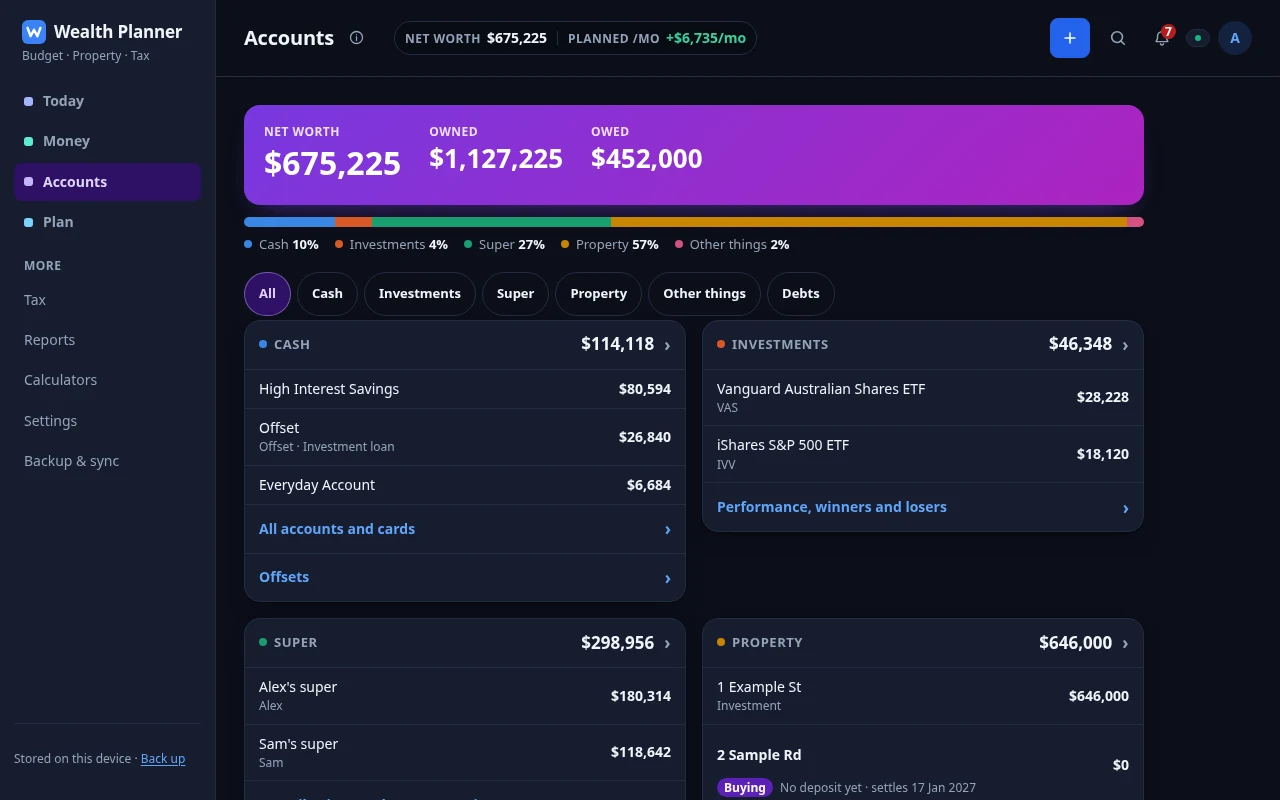 Wealth Planner
Budget · Property · Tax
Today
Money
Accounts
Plan
MORE
Tax
Reports
Calculators
Settings
Backup & sync
Stored on this device · Back up
Accounts
NET WORTH $675,225 PLANNED /MO +$6,735/mo
+
7
A
NET WORTH
$675,225
OWNED
$1,127,225
OWED
$452,000
Cash 10% Investments 4% Super 27% Property 57% Other things 2%
All Cash Investments Super Property Other things Debts
CASH $114,118 ›
High Interest Savings $80,594
Offset
Offset · Investment loan
$26,840
Everyday Account $6,684
All accounts and cards ›
Offsets ›
INVESTMENTS $46,348 ›
Vanguard Australian Shares ETF
VAS
$28,228
iShares S&P 500 ETF
IVV
$18,120
Performance, winners and losers ›
SUPER $298,956 ›
Alex's super
Alex
$180,314
Sam's super
Sam
$118,642
PROPERTY $646,000 ›
1 Example St
Investment
$646,000
2 Sample Rd
Buying No deposit yet · settles 17 Jan 2027
$0